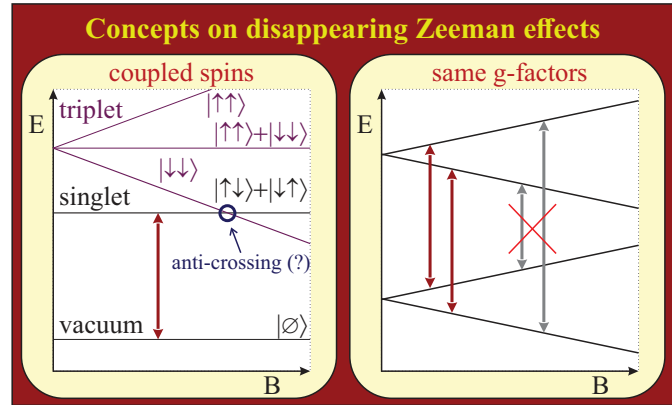 Concepts on disappearing Zeeman effects
coupled spins
E
triplet
|↑↑⟩
|↑↑⟩+|↓↓⟩
|↓↓⟩
singlet
|↑↓⟩+|↓↑⟩
anti-crossing (?)
vacuum
|∅⟩
B
same g-factors
E
B